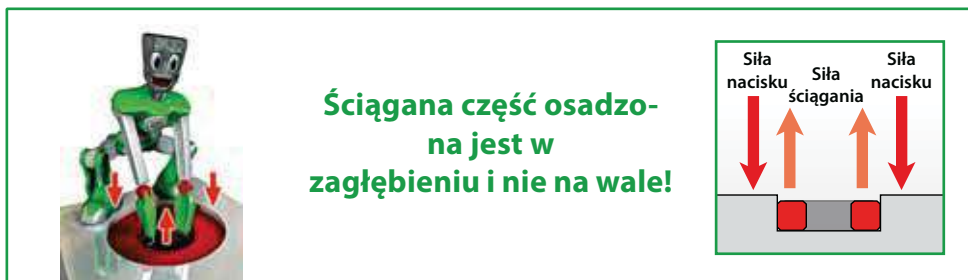 Ściągana część osadzo-
na jest w
zagłębieniu i nie na wale!
Siła
nacisku
Siła
ściągania
Siła
nacisku